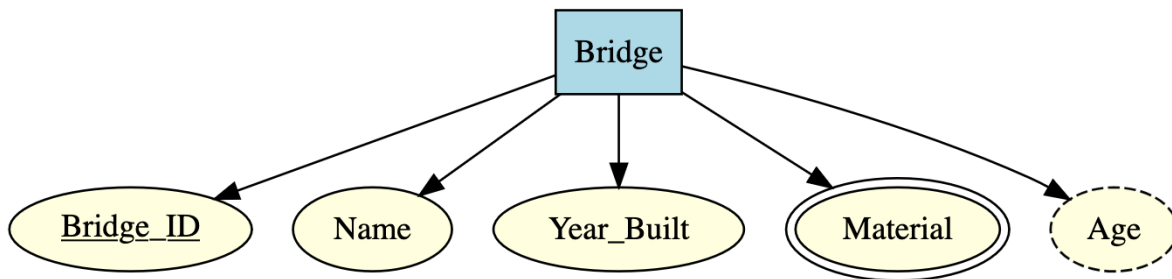 Bridge
Bridge_ID
Name
Year_Built
Material
Age